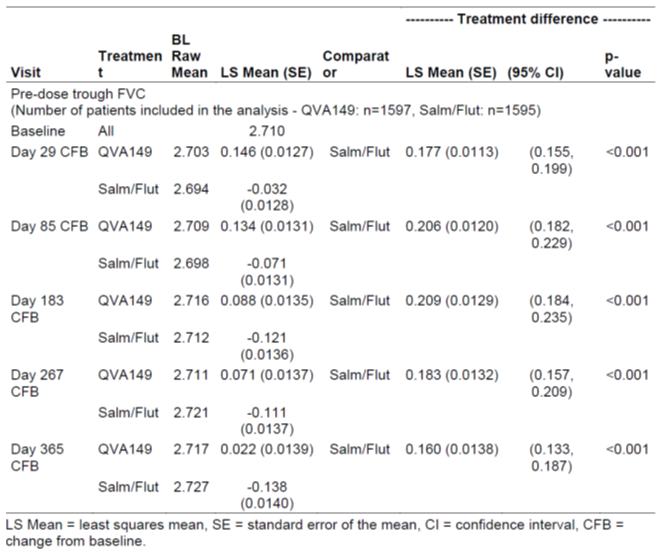 ---------- Treatment difference ----------
BL
Treatmen Raw Comparat p-
Visit t Mean LS Mean (SE) or LS Mean (SE) (95% CI) value
Pre-dose trough FVC
(Number of patients included in the analysis - QVA149: n=1597, Salm/Flut: n=1595)
Baseline All 2.710
Day 29 CFB QVA149 2.703 0.146 (0.0127) Salm/Flut 0.177 (0.0113) (0.155, <0.001
0.199)
Salm/Flut 2.694 -0.032
(0.0128)
Day 85 CFB QVA149 2.709 0.134 (0.0131) Salm/Flut 0.206 (0.0120) (0.182, <0.001
0.229)
Salm/Flut 2.698 -0.071
(0.0131)
Day 183 QVA149 2.716 0.088 (0.0135) Salm/Flut 0.209 (0.0129) (0.184, <0.001
CFB 0.235)
Salm/Flut 2.712 -0.121
(0.0136)
Day 267 QVA149 2.711 0.071 (0.0137) Salm/Flut 0.183 (0.0132) (0.157, <0.001
CFB 0.209)
Salm/Flut 2.721 -0.111
(0.0137)
Day 365 QVA149 2.717 0.022 (0.0139) Salm/Flut 0.160 (0.0138) (0.133, <0.001
CFB 0.187)
Salm/Flut 2.727 -0.138
(0.0140)
LS Mean = least squares mean, SE = standard error of the mean, CI = confidence interval, CFB =
change from baseline.